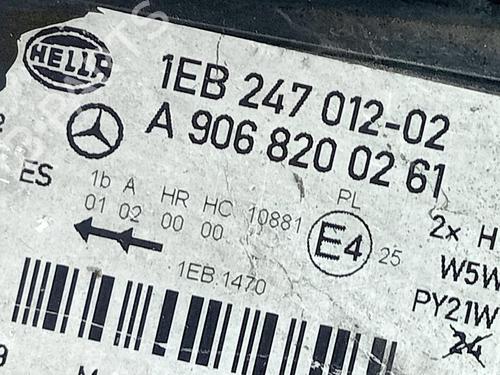 HELLA
1EB 247 012-02
A 906 820 02 61
ES
1b A HR HC 10881
01 02 00 00
PL
E4 25
2x H
W5W
PY21W
24
1EB.1470